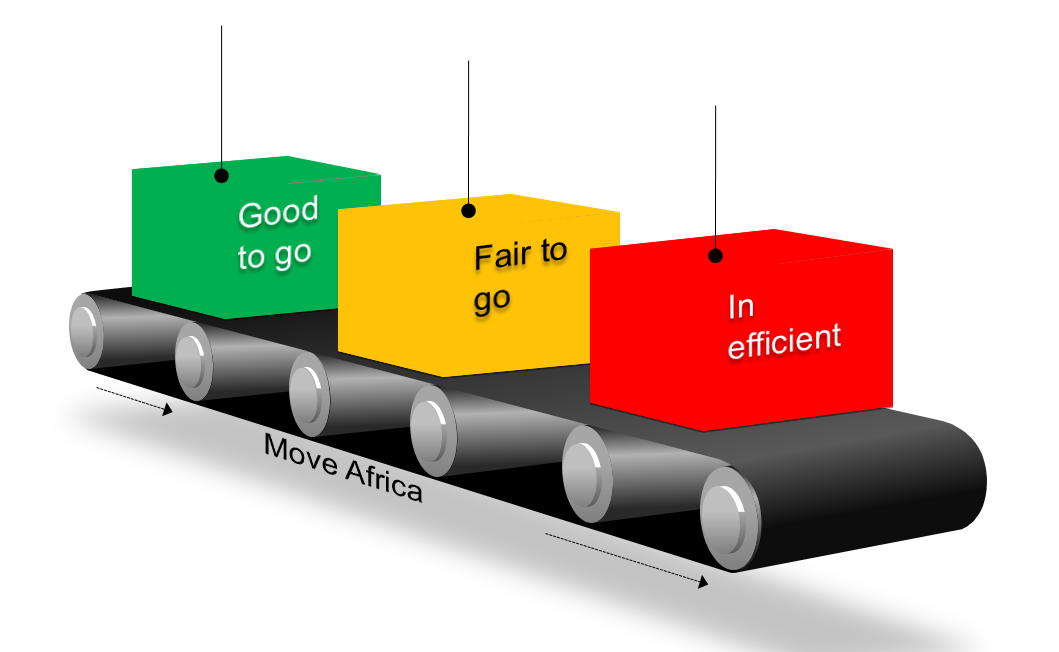 Good
to go
Fair to
go
In
efficient
Move Africa